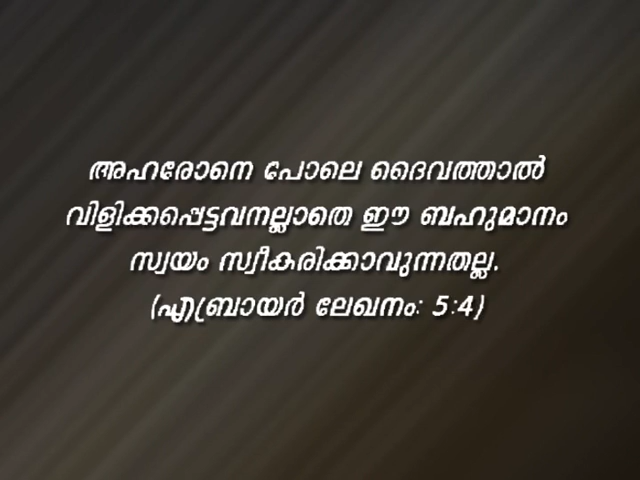 അഹരോനെ പോലെ ദൈവത്താൽ
വിളിക്കപ്പെട്ടവനല്ലാതെ ഈ ബഹുമാനം
സ്വയം സ്വീകരിക്കാവുന്നതല്ല.
(എബ്രായർ ലേഖനം: 5:4)